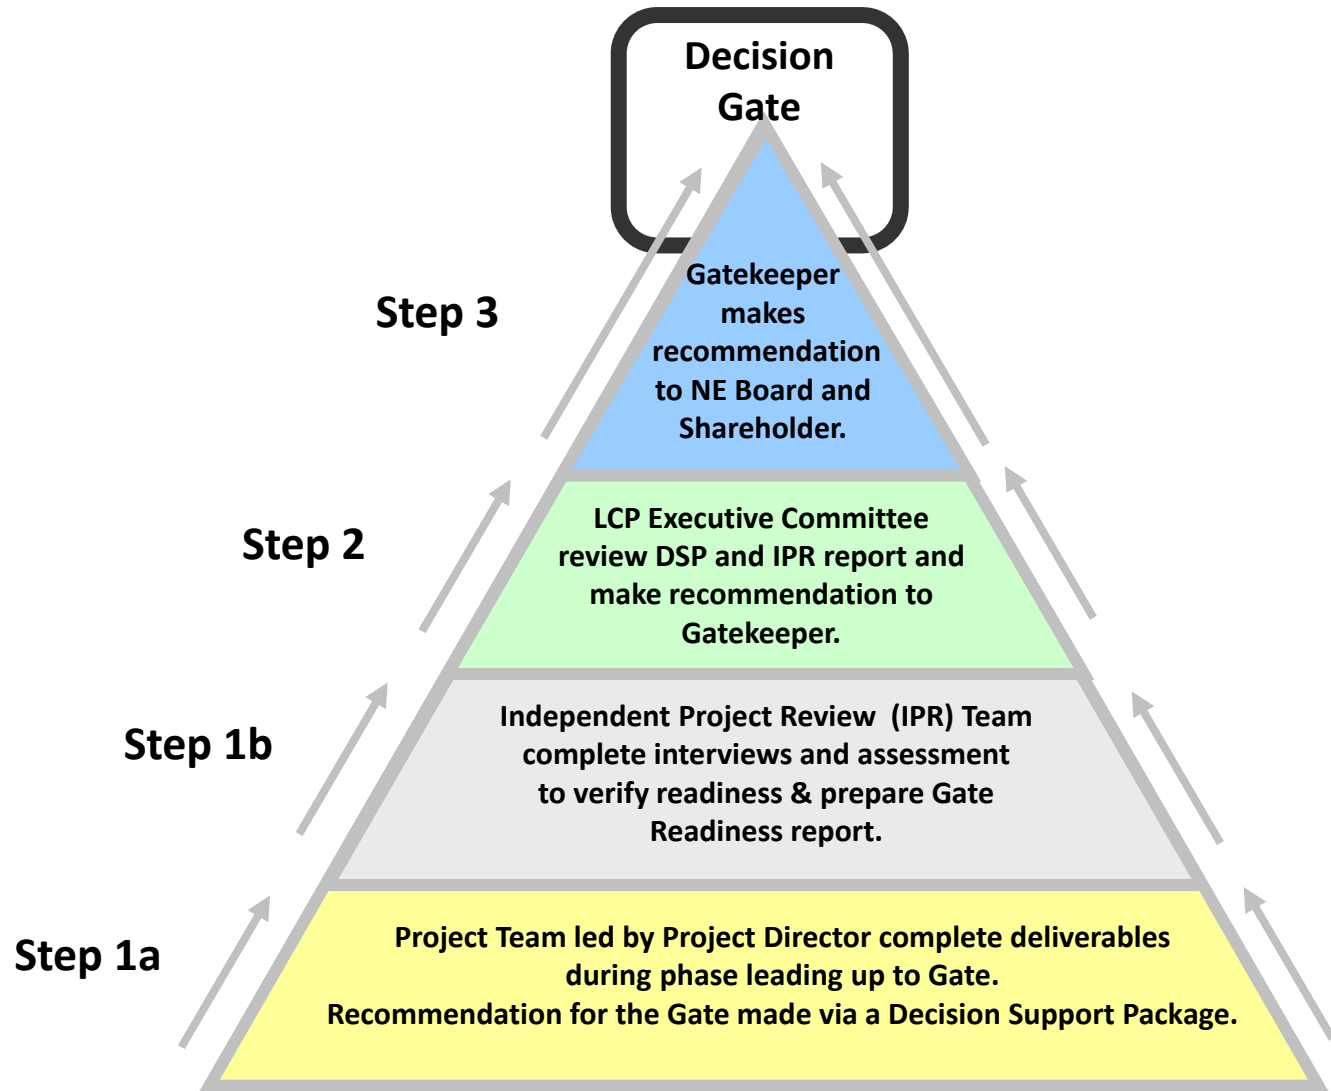 Decision
Gate
Step 3
Gatekeeper
makes
recommendation
to NE Board and
Shareholder.
Step 2
LCP Executive Committee
review DSP and IPR report and
make recommendation to
Gatekeeper.
Step 1b
Independent Project Review  (IPR) Team
complete interviews and assessment
to verify readiness & prepare Gate
Readiness report.
Step 1a
Project Team led by Project Director complete deliverables
during phase leading up to Gate.
Recommendation for the Gate made via a Decision Support Package.